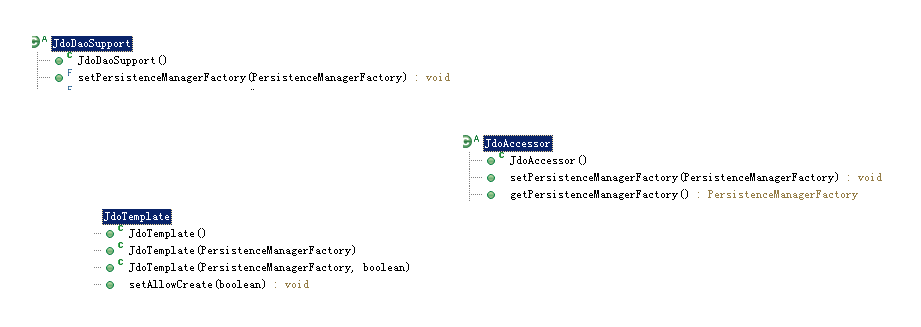 JdoDaoSupport
JdoDaoSupport()
setPersistenceManagerFactory(PersistenceManagerFactory) : void
JdoAccessor
JdoAccessor()
setPersistenceManagerFactory(PersistenceManagerFactory) : void
getPersistenceManagerFactory() : PersistenceManagerFactory
JdoTemplate
JdoTemplate()
JdoTemplate(PersistenceManagerFactory)
JdoTemplate(PersistenceManagerFactory, boolean)
setAllowCreate(boolean) : void